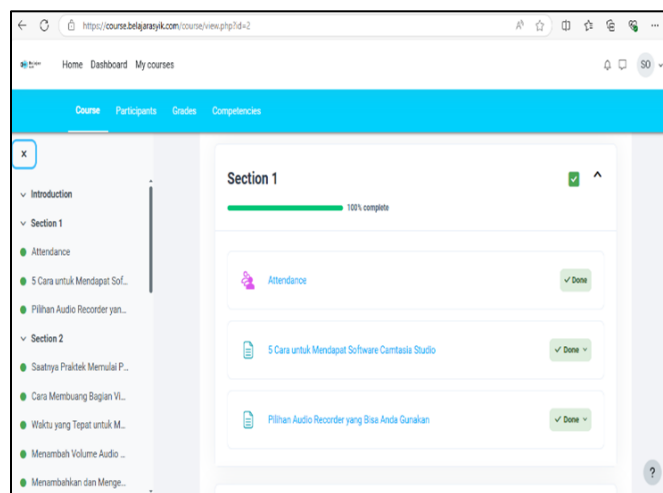 https://course.belajarasyik.com/course/view.php?id=2
Home Dashboard My courses
SO
Course Participants Grades Competencies
x
Introduction
Section 1
Attendance
5 Cara untuk Mendapat Sof...
Pilihan Audio Recorder yan...
Section 2
Saatnya Praktek Memulai P...
Cara Membuang Bagian Vi...
Waktu yang Tepat untuk M...
Menambah Volume Audio ...
Menambahkan dan Menge...
Section 1
100% complete
Attendance
Done
5 Cara untuk Mendapat Software Camtasia Studio
Done
Pilihan Audio Recorder yang Bisa Anda Gunakan
Done
?